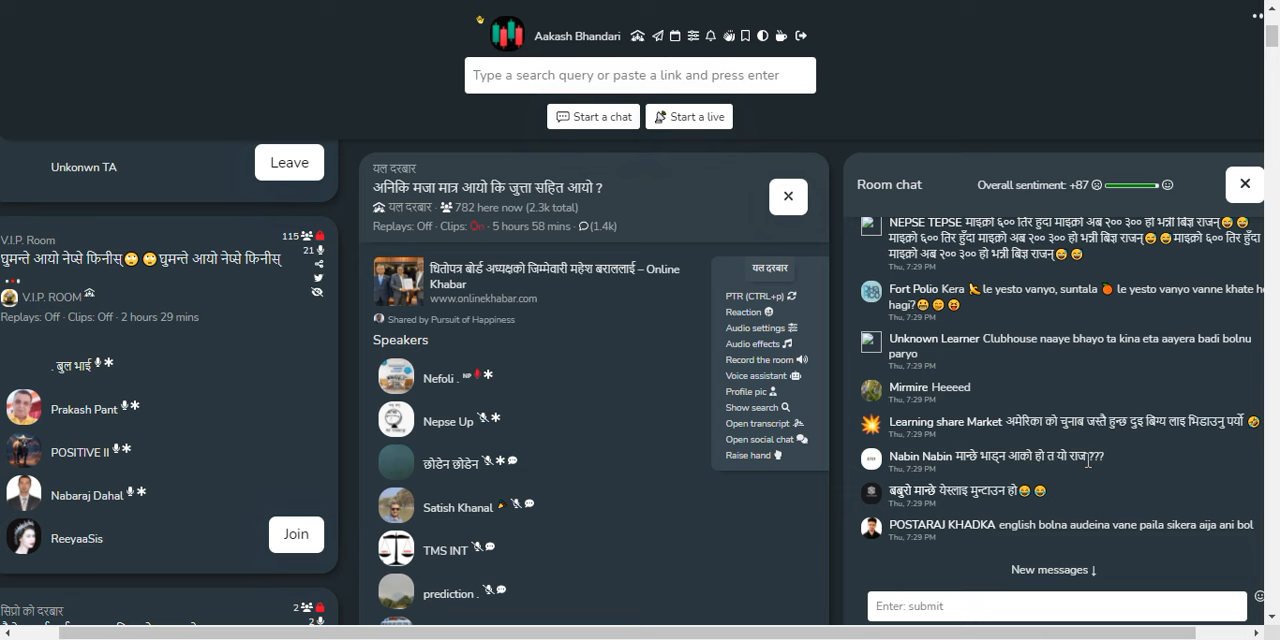 Aakash Bhandari
Type a search query or paste a link and press enter
Start a chat
Start a live
Unkonwn TA
Leave
V.I.P. Room
115
21
घुमन्ते आयो नेप्से फिनीस्🙄🙄घुमन्ते आयो नेप्से फिनीस्
V.I.P. ROOM
Replays: Off · Clips: Off · 2 hours 29 mins
. बुल भाई
Prakash Pant
POSITIVE II
Nabaraj Dahal
ReeyaaSis
Join
सिप्रो को दरबार
2
2
यल दरबार
अनिकि मजा मात्र आयो कि जुत्ता सहित आयो ?
यल दरबार · 782 here now (2.3k total)
Replays: Off · Clips: On · 5 hours 58 mins · (1.4k)
धितोपत्र बोर्ड अध्यक्षको जिम्मेवारी महेश बराललाई – Online
Khabar
www.onlinekhabar.com
Shared by Pursuit of Happiness
Speakers
Nefoli . NP
Nepse Up
छोडेन छोडेन
Satish Khanal
TMS INT
prediction .
यल दरबार
PTR (CTRL+p)
Reaction
Audio settings
Audio effects
Record the room
Voice assistant
Profile pic
Show search
Open transcript
Open social chat
Raise hand
Room chat
Overall sentiment: +87
NEPSE TEPSE माइक्रो ६०० तिर हुँदा माइक्रो अब २०० ३०० हो भन्नी बिज्ञ राजन्😅😅
माइक्रो ६०० तिर हुँदा माइक्रो अब २०० ३०० हो भन्नी बिज्ञ राजन्😅😅माइक्रो ६०० तिर हुँदा
माइक्रो अब २०० ३०० हो भन्नी बिज्ञ राजन्😅😅
Thu, 7:29 PM
Fort Polio Kera 🍌 le yesto vanyo, suntala 🍊 le yesto vanyo vanne khate ho
hagi?
Thu, 7:29 PM
Unknown Learner Clubhouse naaye bhayo ta kina eta aayera badi bolnu
paryo
Thu, 7:29 PM
Mirmire Heeeed
Thu, 7:29 PM
Learning share Market अमेरिका को चुनाब जस्तै हुन्छ दुइ बिग्य लाइ भिडाउनु पर्यो 🤣
Thu, 7:29 PM
Nabin Nabin मान्छे भाड्न आको हो त यो राज???
Thu, 7:29 PM
बबुरो मान्छे येस्लाइ मुन्टाउन हो😂😂
Thu, 7:29 PM
POSTARAJ KHADKA english bolna audeina vane paila sikera aija ani bol
Thu, 7:29 PM
New messages ↓
Enter: submit